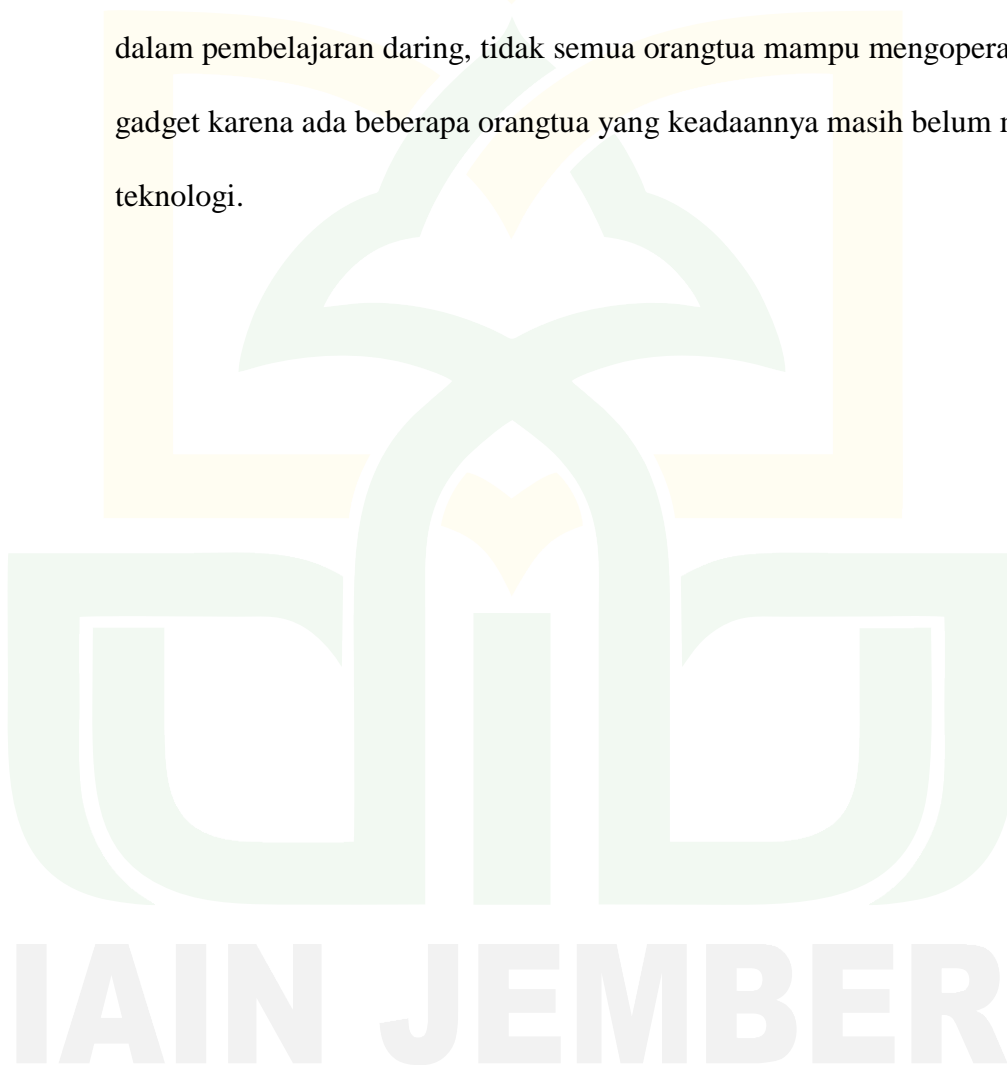 dalam pembelajaran daring, tidak semua orangtua mampu mengopera
gadget karena ada beberapa orangtua yang keadaannya masih belum
teknologi.
IAIN JEMBER